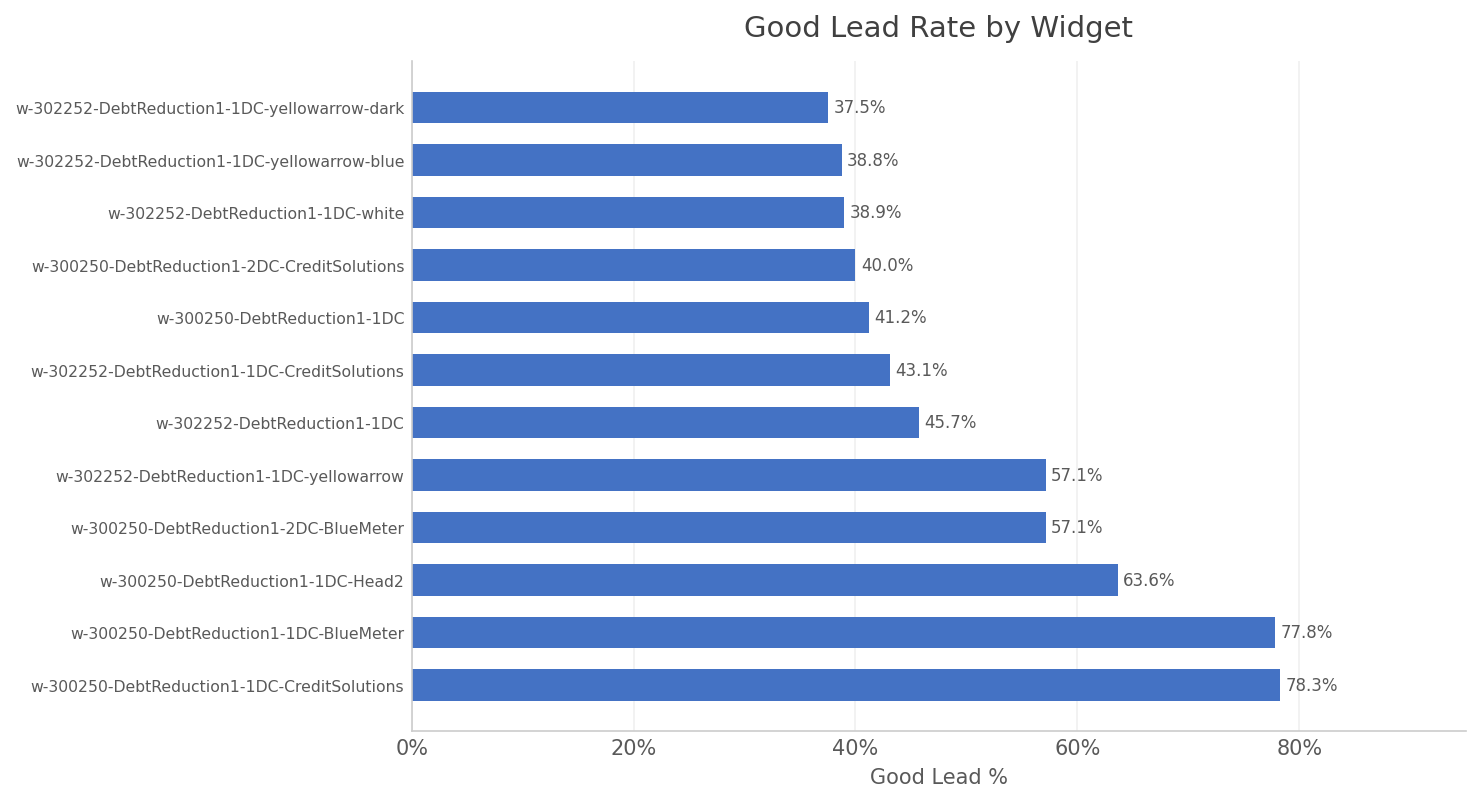 Good Lead Rate by Widget
w-302252-DebtReduction1-1DC-yellowarrow-dark 37.5%
w-302252-DebtReduction1-1DC-yellowarrow-blue 38.8%
w-302252-DebtReduction1-1DC-white 38.9%
w-300250-DebtReduction1-2DC-CreditSolutions 40.0%
w-300250-DebtReduction1-1DC 41.2%
w-302252-DebtReduction1-1DC-CreditSolutions 43.1%
w-302252-DebtReduction1-1DC 45.7%
w-302252-DebtReduction1-1DC-yellowarrow 57.1%
w-300250-DebtReduction1-2DC-BlueMeter 57.1%
w-300250-DebtReduction1-1DC-Head2 63.6%
w-300250-DebtReduction1-1DC-BlueMeter 77.8%
w-300250-DebtReduction1-1DC-CreditSolutions 78.3%
0% 20% 40% 60% 80%
Good Lead %